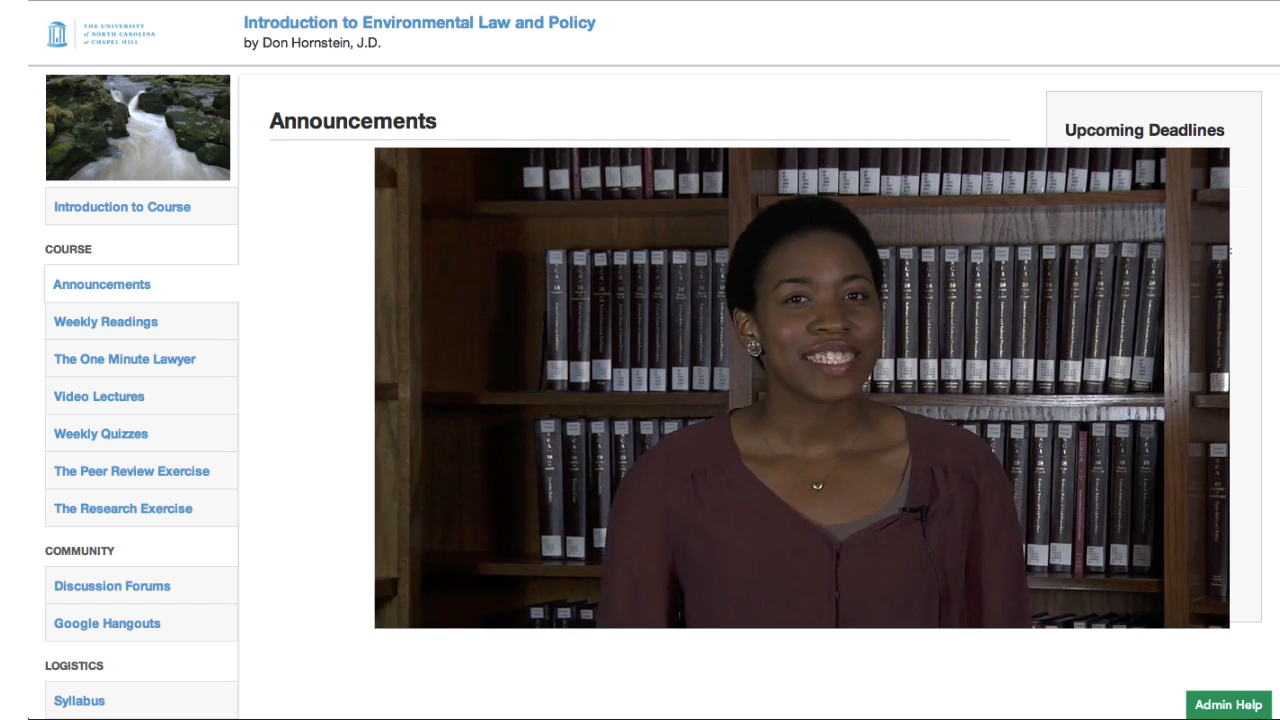 THE UNIVERSITY
of NORTH CAROLINA
at CHAPEL HILL
Introduction to Environmental Law and Policy
by Don Hornstein, J.D.
Introduction to Course
COURSE
Announcements
Weekly Readings
The One Minute Lawyer
Video Lectures
Weekly Quizzes
The Peer Review Exercise
The Research Exercise
COMMUNITY
Discussion Forums
Google Hangouts
LOGISTICS
Syllabus
Announcements
Upcoming Deadlines
Admin Help